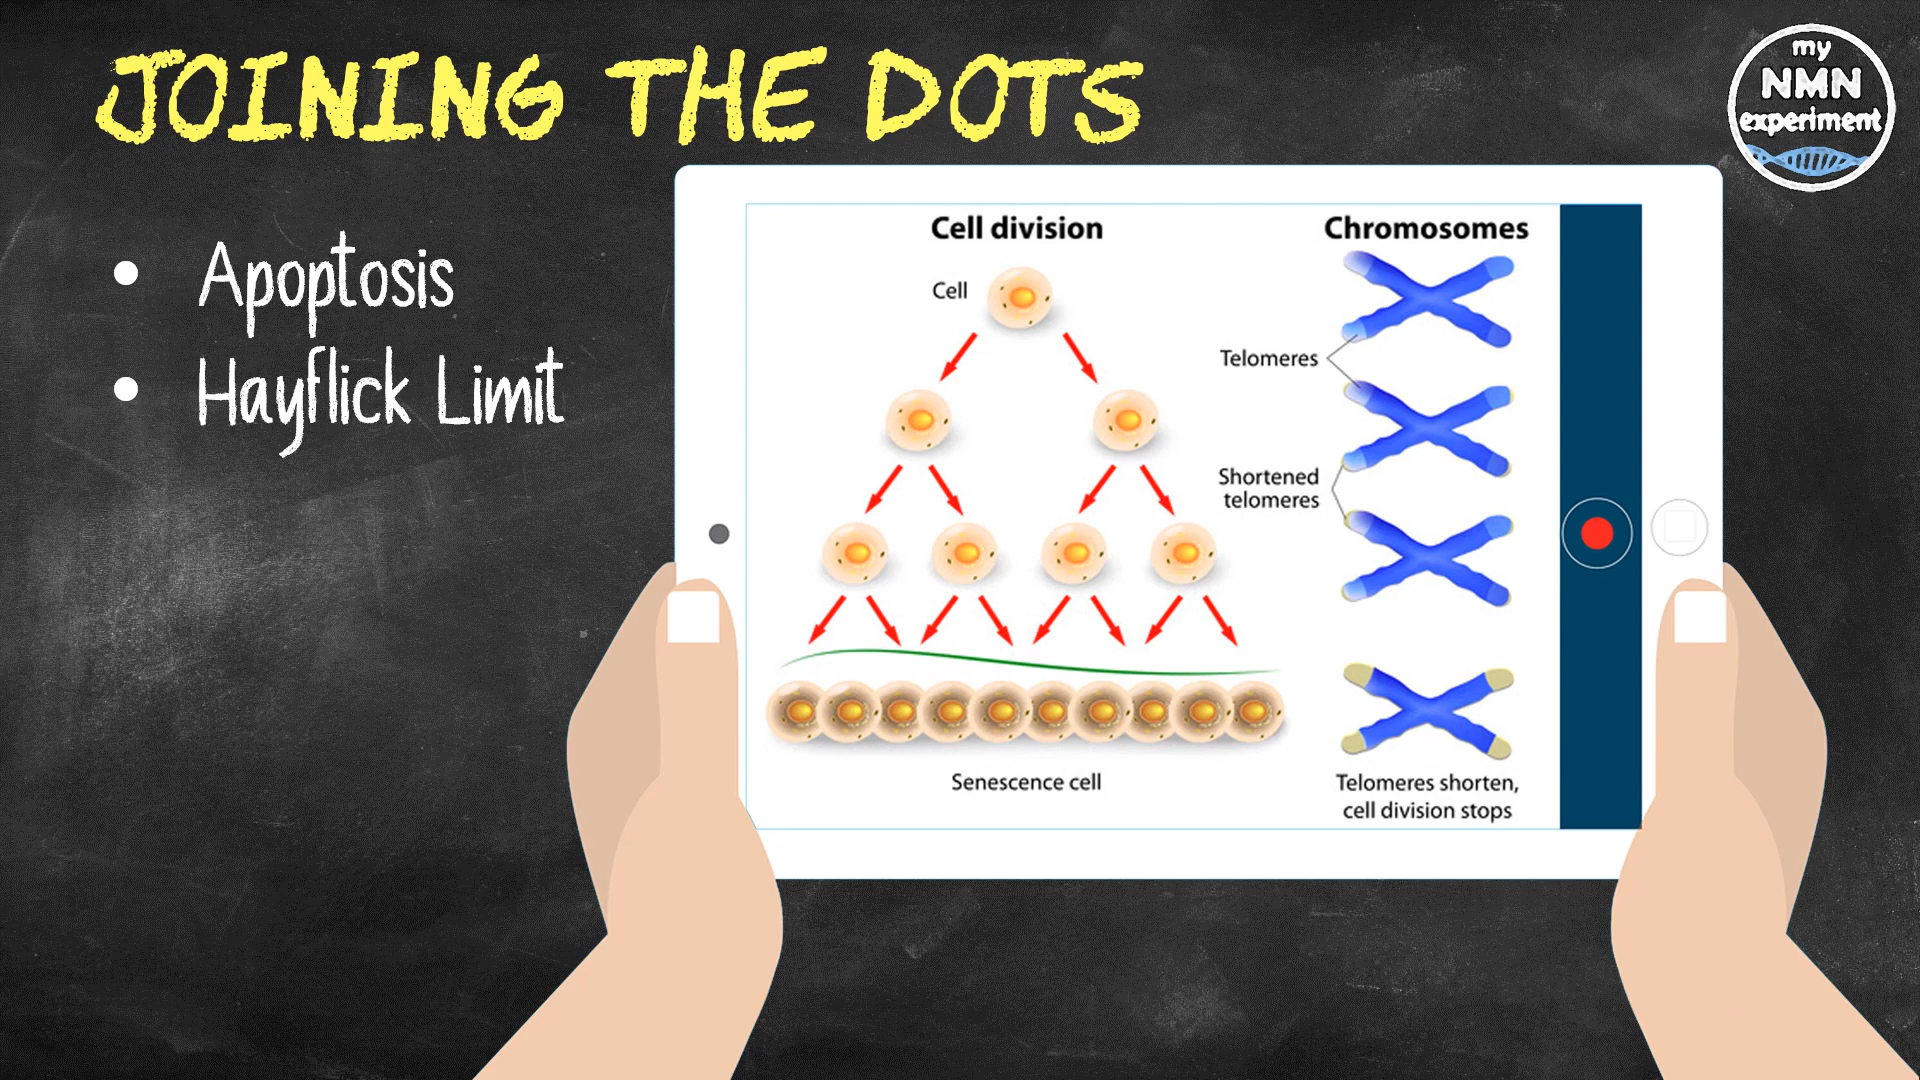 JOINING THE DOTS
my
NMN
experiment
• Apoptosis
• Hayflick Limit
Cell division
Cell
Senescence cell
Chromosomes
Telomeres
Shortened
telomeres
Telomeres shorten,
cell division stops